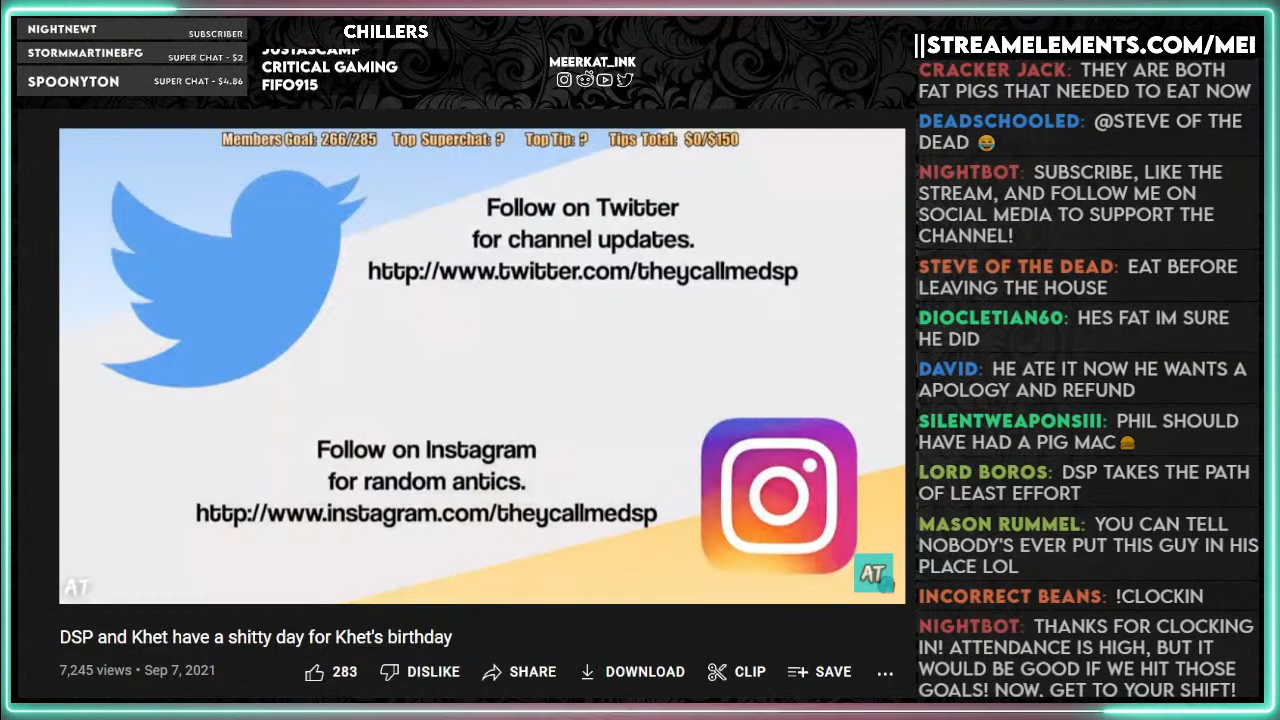 NIGHTNEWT SUBSCRIBER
STORMMARTINEBFG SUPER CHAT - $2
SPOONYTON SUPER CHAT - $4.86
CHILLERS
JUSTASCAMP
CRITICAL GAMING
FIFO915
MEERKAT_INK
||STREAMELEMENTS.COM/MEE
Members Goal: 266/285 Top Superchat: ? Top Tip: ? Tips Total: $0/$150
Follow on Twitter
for channel updates.
http://www.twitter.com/theycallmedsp
Follow on Instagram
for random antics.
http://www.instagram.com/theycallmedsp
AT
AT
DSP and Khet have a shitty day for Khet's birthday
7,245 views • Sep 7, 2021
283 DISLIKE SHARE DOWNLOAD CLIP SAVE ...
CRACKER JACK: THEY ARE BOTH
FAT PIGS THAT NEEDED TO EAT NOW
DEADSCHOOLED: @STEVE OF THE
DEAD 😂
NIGHTBOT: SUBSCRIBE, LIKE THE
STREAM, AND FOLLOW ME ON
SOCIAL MEDIA TO SUPPORT THE
CHANNEL!
STEVE OF THE DEAD: EAT BEFORE
LEAVING THE HOUSE
DIOCLETIAN60: HES FAT IM SURE
HE DID
DAVID: HE ATE IT NOW HE WANTS A
APOLOGY AND REFUND
SILENTWEAPONSIII: PHIL SHOULD
HAVE HAD A PIG MAC🍔
LORD BOROS: DSP TAKES THE PATH
OF LEAST EFFORT
MASON RUMMEL: YOU CAN TELL
NOBODY'S EVER PUT THIS GUY IN HIS
PLACE LOL
INCORRECT BEANS: !CLOCKIN
NIGHTBOT: THANKS FOR CLOCKING
IN! ATTENDANCE IS HIGH, BUT IT
WOULD BE GOOD IF WE HIT THOSE
GOALS! NOW, GET TO YOUR SHIFT!